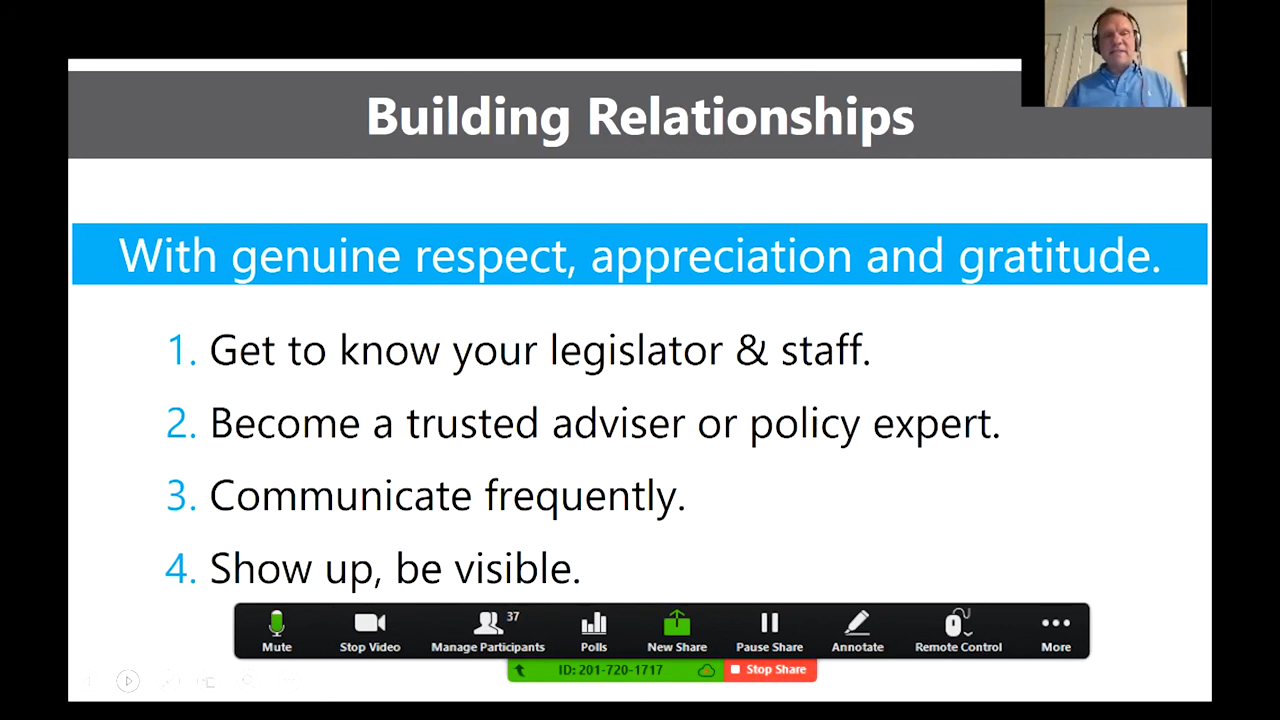 Building Relationships
With genuine respect, appreciation and gratitude.
1. Get to know your legislator & staff.
2. Become a trusted adviser or policy expert.
3. Communicate frequently.
4. Show up, be visible.
37
Mute Stop Video Manage Participants Polls New Share Pause Share Annotate Remote Control More
ID: 201-720-1717 Stop Share